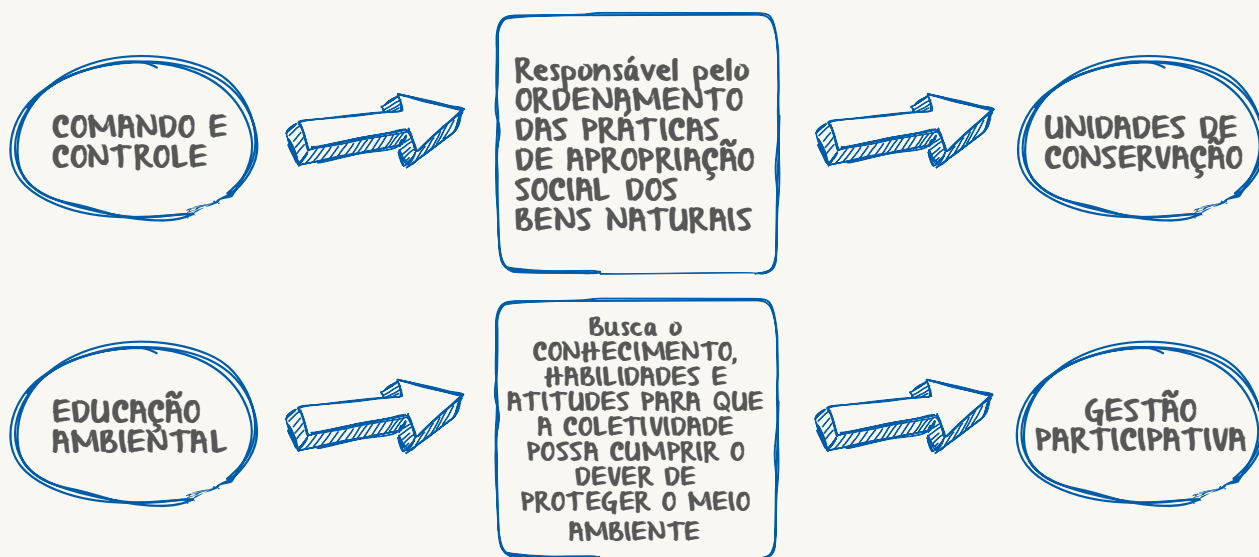 COMANDO E
CONTROLE
Responsável pelo
ORDENAMENTO
DAS PRÁTICAS
DE APROPRIAÇÃO
SOCIAL DOS
BENS NATURAIS
UNIDADES DE
CONSERVAÇÃO
EDUCAÇÃO
AMBIENTAL
Busca o
CONHECIMENTO,
HABILIDADES E
ATITUDES PARA QUE
A COLETIVIDADE
POSSA CUMPRIR O
DEVER DE
PROTEGER O MEIO
AMBIENTE
GESTÃO
PARTICIPATIVA